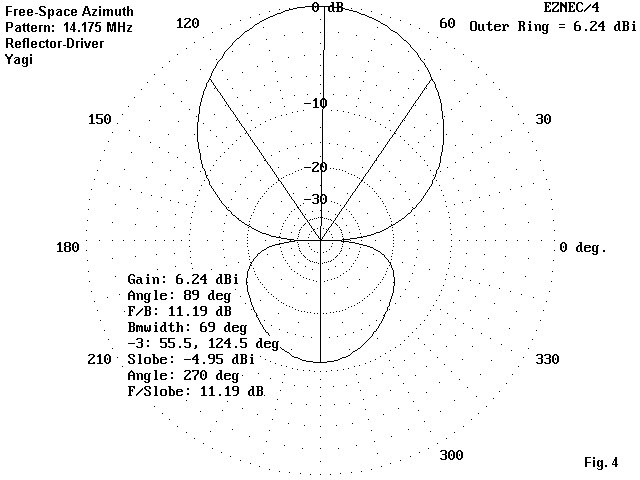 Free-Space Azimuth
Pattern: 14.175 MHz
Reflector-Driver
Yagi
0 dB
EZNEC/4
Outer Ring = 6.24 dBi
120
60
-10
150
30
-20
-30
180
0 deg.
Gain: 6.24 dBi
Angle: 89 deg
F/B: 11.19 dB
Bmwidth: 69 deg
-3: 55.5, 124.5 deg
Slobe: -4.95 dBi
Angle: 270 deg
F/Slobe: 11.19 dB
210
330
300
Fig. 4